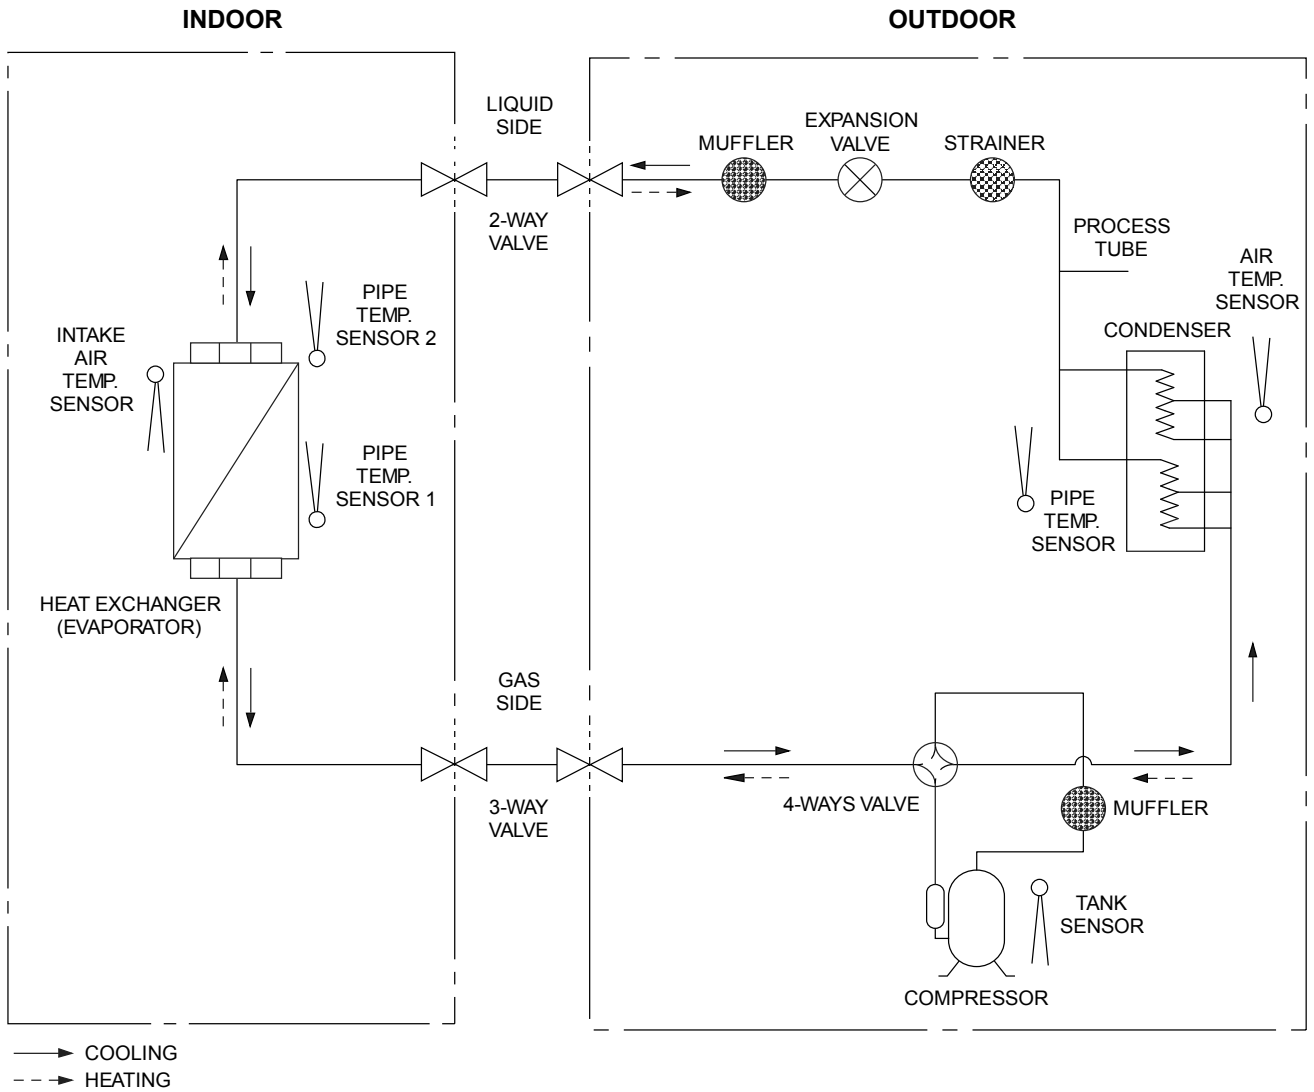 INDOOR
OUTDOOR
LIQUID
SIDE
MUFFLER
EXPANSION
VALVE
STRAINER
2-WAY
VALVE
PROCESS
TUBE
AIR
TEMP.
SENSOR
PIPE
TEMP.
SENSOR 2
INTAKE
AIR
TEMP.
SENSOR
CONDENSER
PIPE
TEMP.
SENSOR 1
PIPE
TEMP.
SENSOR
HEAT EXCHANGER
(EVAPORATOR)
GAS
SIDE
3-WAY
VALVE
4-WAYS VALVE
MUFFLER
TANK
SENSOR
COMPRESSOR
COOLING
HEATING